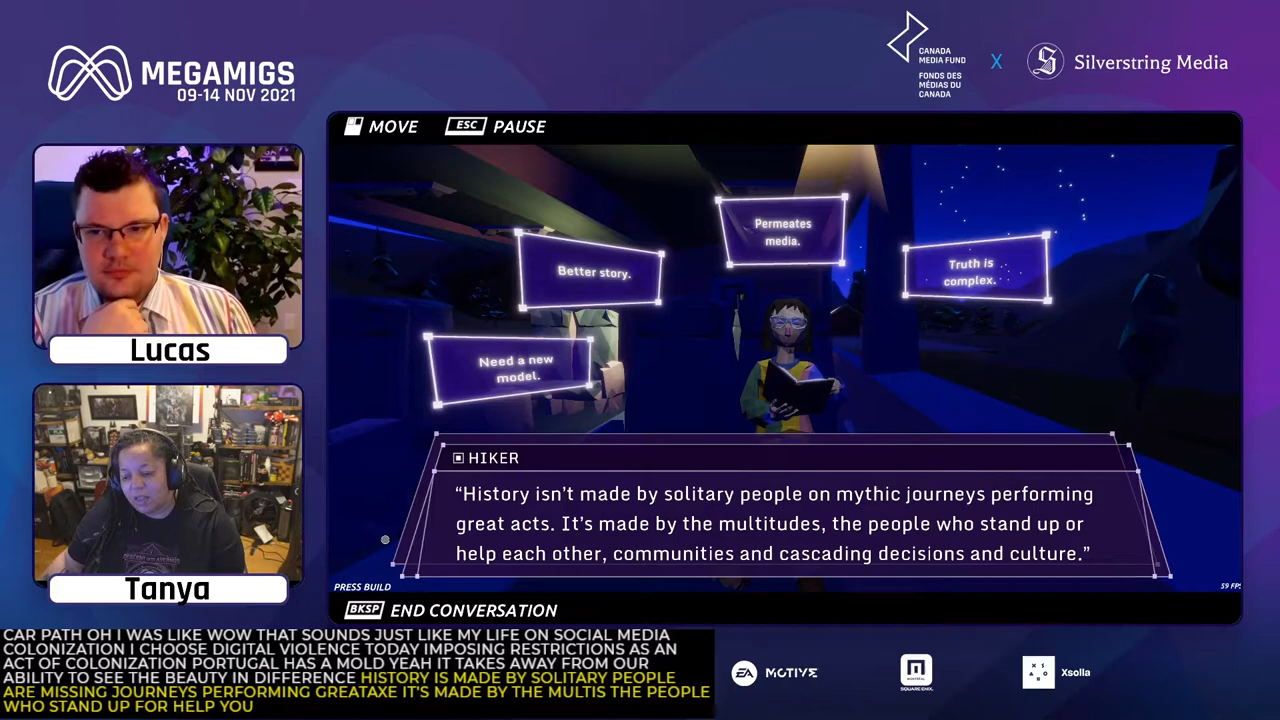 MEGAMIGS
09-14 NOV 2021
CANADA
MEDIA FUND
FONDS DES
MÉDIAS DU
CANADA
X
S
Silverstring Media
MOVE
ESC PAUSE
Lucas
Tanya
Permeates
media.
Better story.
Truth is
complex.
Need a new
model.
HIKER
“History isn’t made by solitary people on mythic journeys performing
great acts. It’s made by the multitudes, the people who stand up or
help each other, communities and cascading decisions and culture.”
PRESS BUILD
59 FPS
BKSP END CONVERSATION
CAR PATH OH I WAS LIKE WOW THAT SOUNDS JUST LIKE MY LIFE ON SOCIAL MEDIA
COLONIZATION I CHOOSE DIGITAL VIOLENCE TODAY IMPOSING RESTRICTIONS AS AN
ACT OF COLONIZATION PORTUGAL HAS A MOLD YEAH IT TAKES AWAY FROM OUR
ABILITY TO SEE THE BEAUTY IN DIFFERENCE HISTORY IS MADE BY SOLITARY PEOPLE
ARE MISSING JOURNEYS PERFORMING GREATAXE IT'S MADE BY THE MULTIS THE PEOPLE
WHO STAND UP FOR HELP YOU
EA MOTIVE
MONTRÉAL
SQUARE ENIX.
XSOLLA
Xsolla